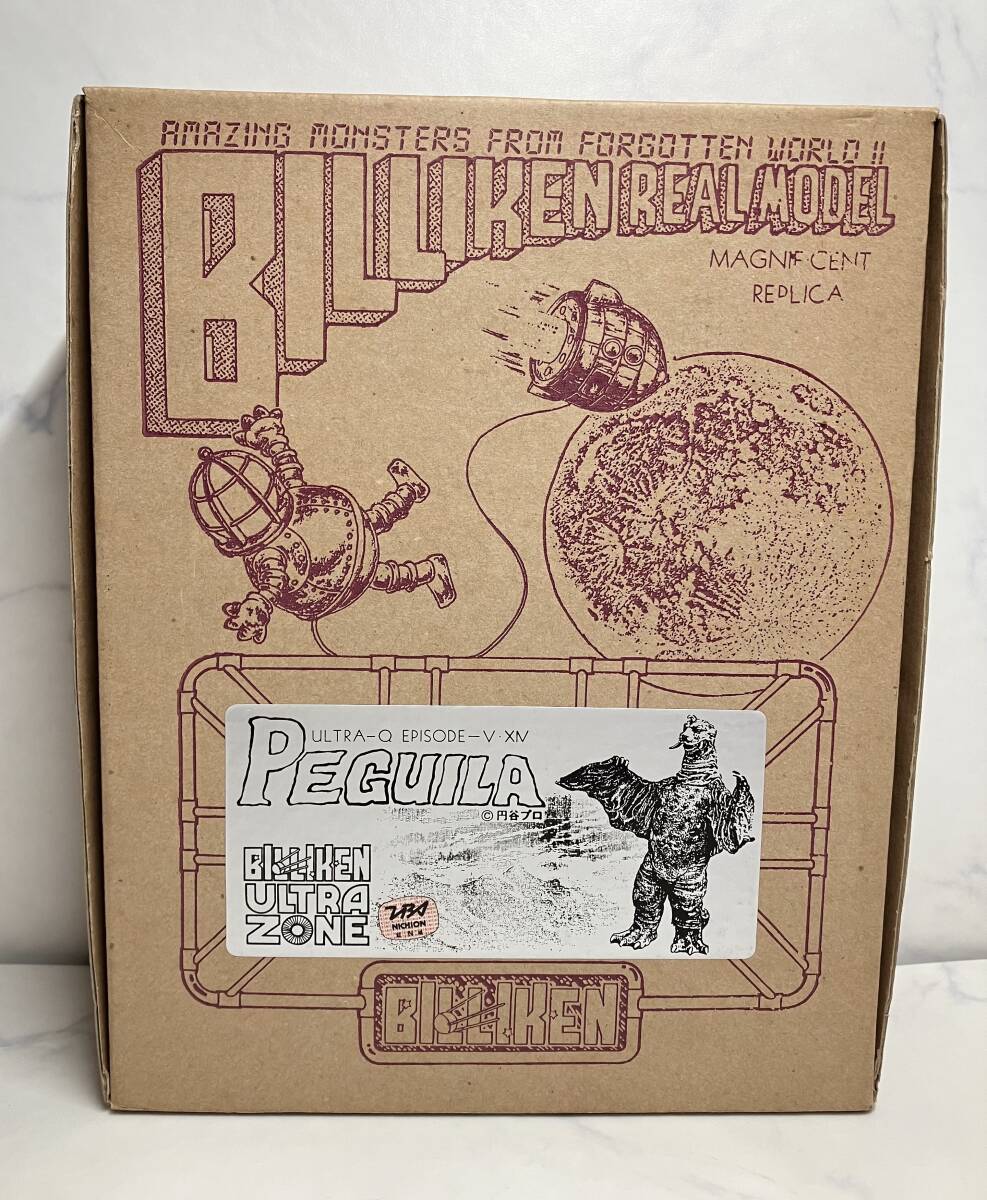 AMAZING MONSTERS FROM FORGOTTEN WORLD II
BILLIKEN REAL MODEL
MAGNIFICENT
REPLICA
ULTRA-Q EPISODE-V·XIV
PEGUILA
©円谷プロ
BILLIKEN
ULTRA
ZONE
TBS
NICHION
BILLIKEN